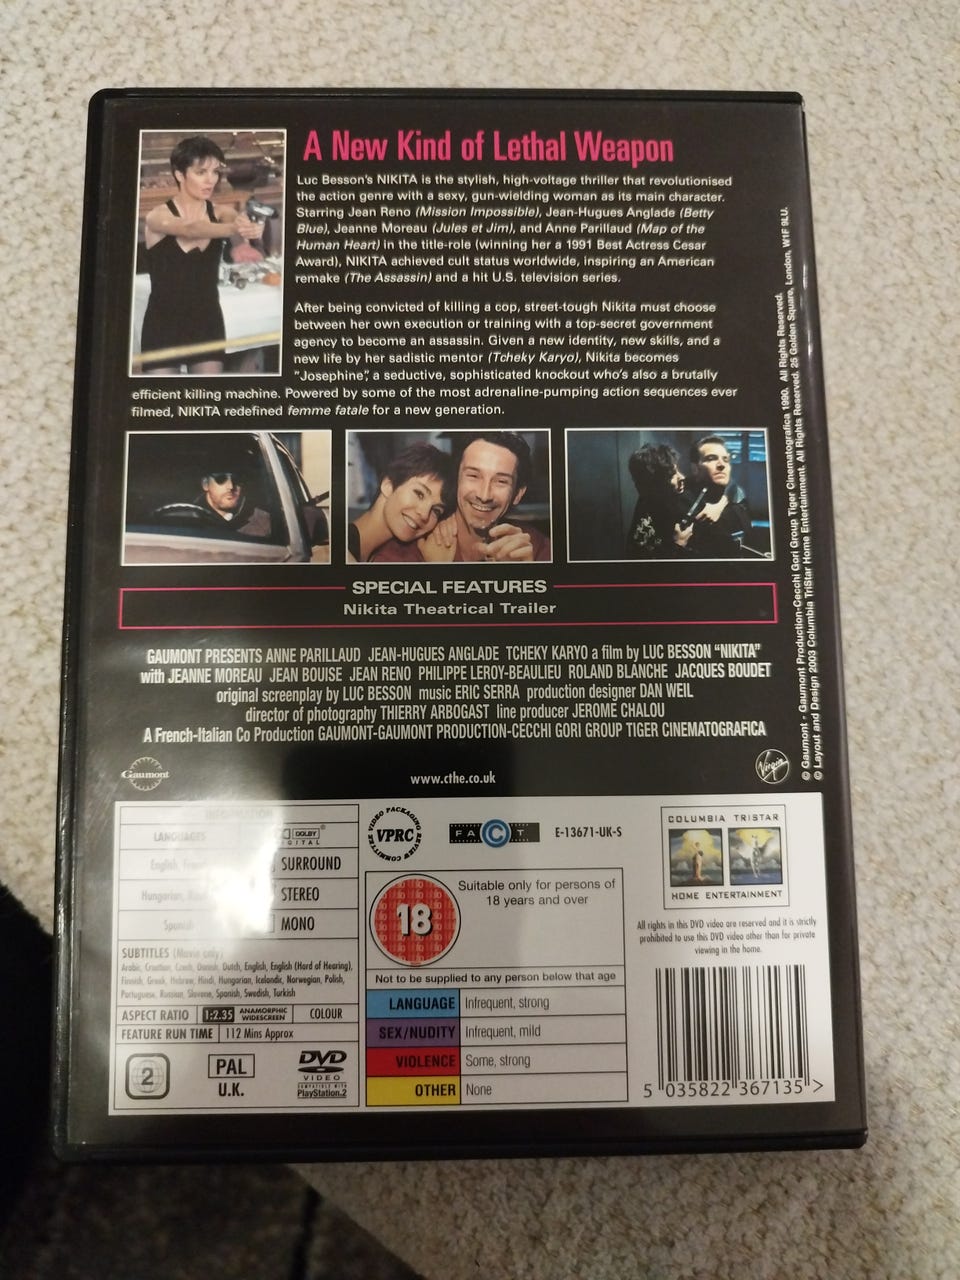 A New Kind of Lethal Weapon
Luc Besson's NIKITA is the stylish, high-voltage thriller that revolutionised
the action genre with a sexy, gun-wielding woman as its main character.
Starring Jean Reno (Mission Impossible), Jean-Hugues Anglade (Betty
Blue), Jeanne Moreau (Jules et Jim), and Anne Parillaud (Map of the
Human Heart) in the title-role (winning her a 1991 Best Actress Cesar
Award), NIKITA achieved cult status worldwide, inspiring an American
remake (The Assassin) and a hit U.S. television series.
After being convicted of killing a cop, street-tough Nikita must choose
between her own execution or training with a top-secret government
agency to become an assassin. Given a new identity, new skills, and a
new life by her sadistic mentor (Tcheky Karyo), Nikita becomes
"Josephine", a seductive, sophisticated knockout who's also a brutally
efficient killing machine. Powered by some of the most adrenaline-pumping action sequences ever
filmed, NIKITA redefined femme fatale for a new generation.
SPECIAL FEATURES
Nikita Theatrical Trailer
GAUMONT PRESENTS ANNE PARILLAUD JEAN-HUGUES ANGLADE TCHEKY KARYO a film by LUC BESSON "NIKITA"
with JEANNE MOREAU JEAN BOUISE JEAN RENO PHILIPPE LEROY-BEAULIEU ROLAND BLANCHE JACQUES BOUDET
original screenplay by LUC BESSON music ERIC SERRA production designer DAN WEIL
director of photography THIERRY ARBOGAST line producer JEROME CHALOU
A French-Italian Co Production GAUMONT-GAUMONT PRODUCTION-CECCHI GORI GROUP TIGER CINEMATOGRAFICA
Gaumont
www.cthe.co.uk
Virgin
© Gaumont - Gaumont Production-Cecchi Gori Group Tiger Cinematografica 1990. All Rights Reserved.
© Layout and Design 2003 Columbia TriStar Home Entertainment. All Rights Reserved. 25 Golden Square, London, W1F 9LU.
INFORMATION
LANGUAGES
DOLBY
DIGITAL
English,
SURROUND
Hungarian,
STEREO
Spanish
MONO
SUBTITLES (Movie only)
Arabic, Croatian, Czech, Danish, Dutch, English, English (Hard of Hearing),
Finnish, Greek, Hebrew, Hindi, Hungarian, Icelandic, Norwegian, Polish,
Portuguese, Russian, Slovene, Spanish, Swedish, Turkish
ASPECT RATIO 1:2.35 ANAMORPHIC WIDESCREEN COLOUR
FEATURE RUN TIME 112 Mins Approx
2
PAL
U.K.
DVD
VIDEO
COMPATIBLE WITH
PlayStation.2
VIDEO PACKAGING REVIEW COMMITTEE
VPRC
FACT
E-13671-UK-S
18
Suitable only for persons of
18 years and over
Not to be supplied to any person below that age
LANGUAGE Infrequent, strong
SEX/NUDITY Infrequent, mild
VIOLENCE Some, strong
OTHER None
COLUMBIA TRISTAR
HOME ENTERTAINMENT
All rights in this DVD video are reserved and it is strictly
prohibited to use this DVD video other than for private
viewing in the home.
5 035822 367135 >